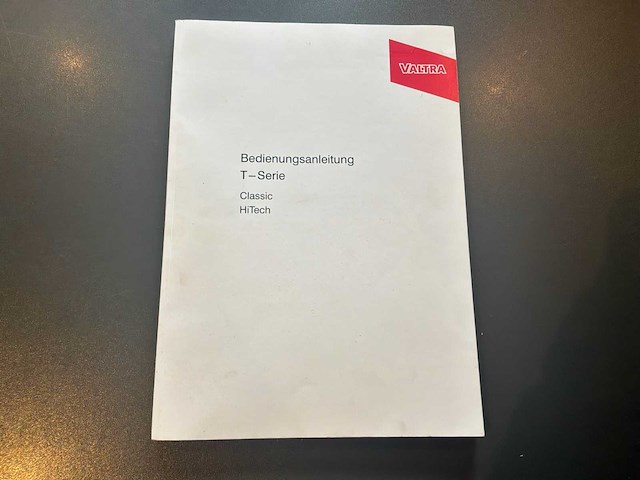 VALTRA
Bedienungsanleitung
T–Serie
Classic
HiTech